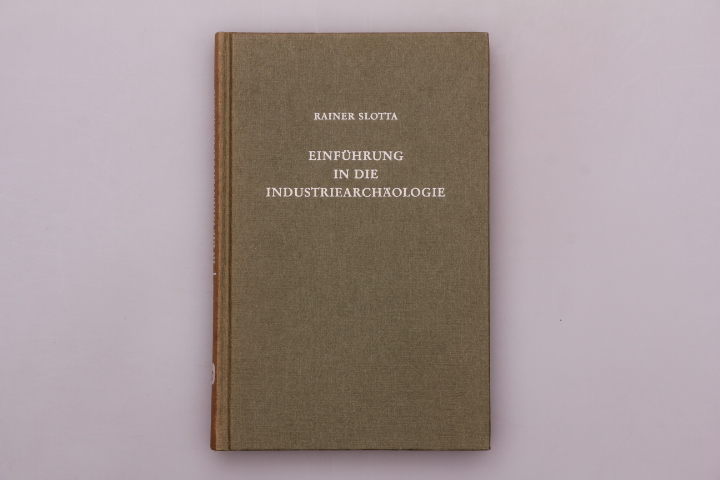 RAINER SLOTTA
EINFÜHRUNG
IN DIE
INDUSTRIEARCHÄOLOGIE